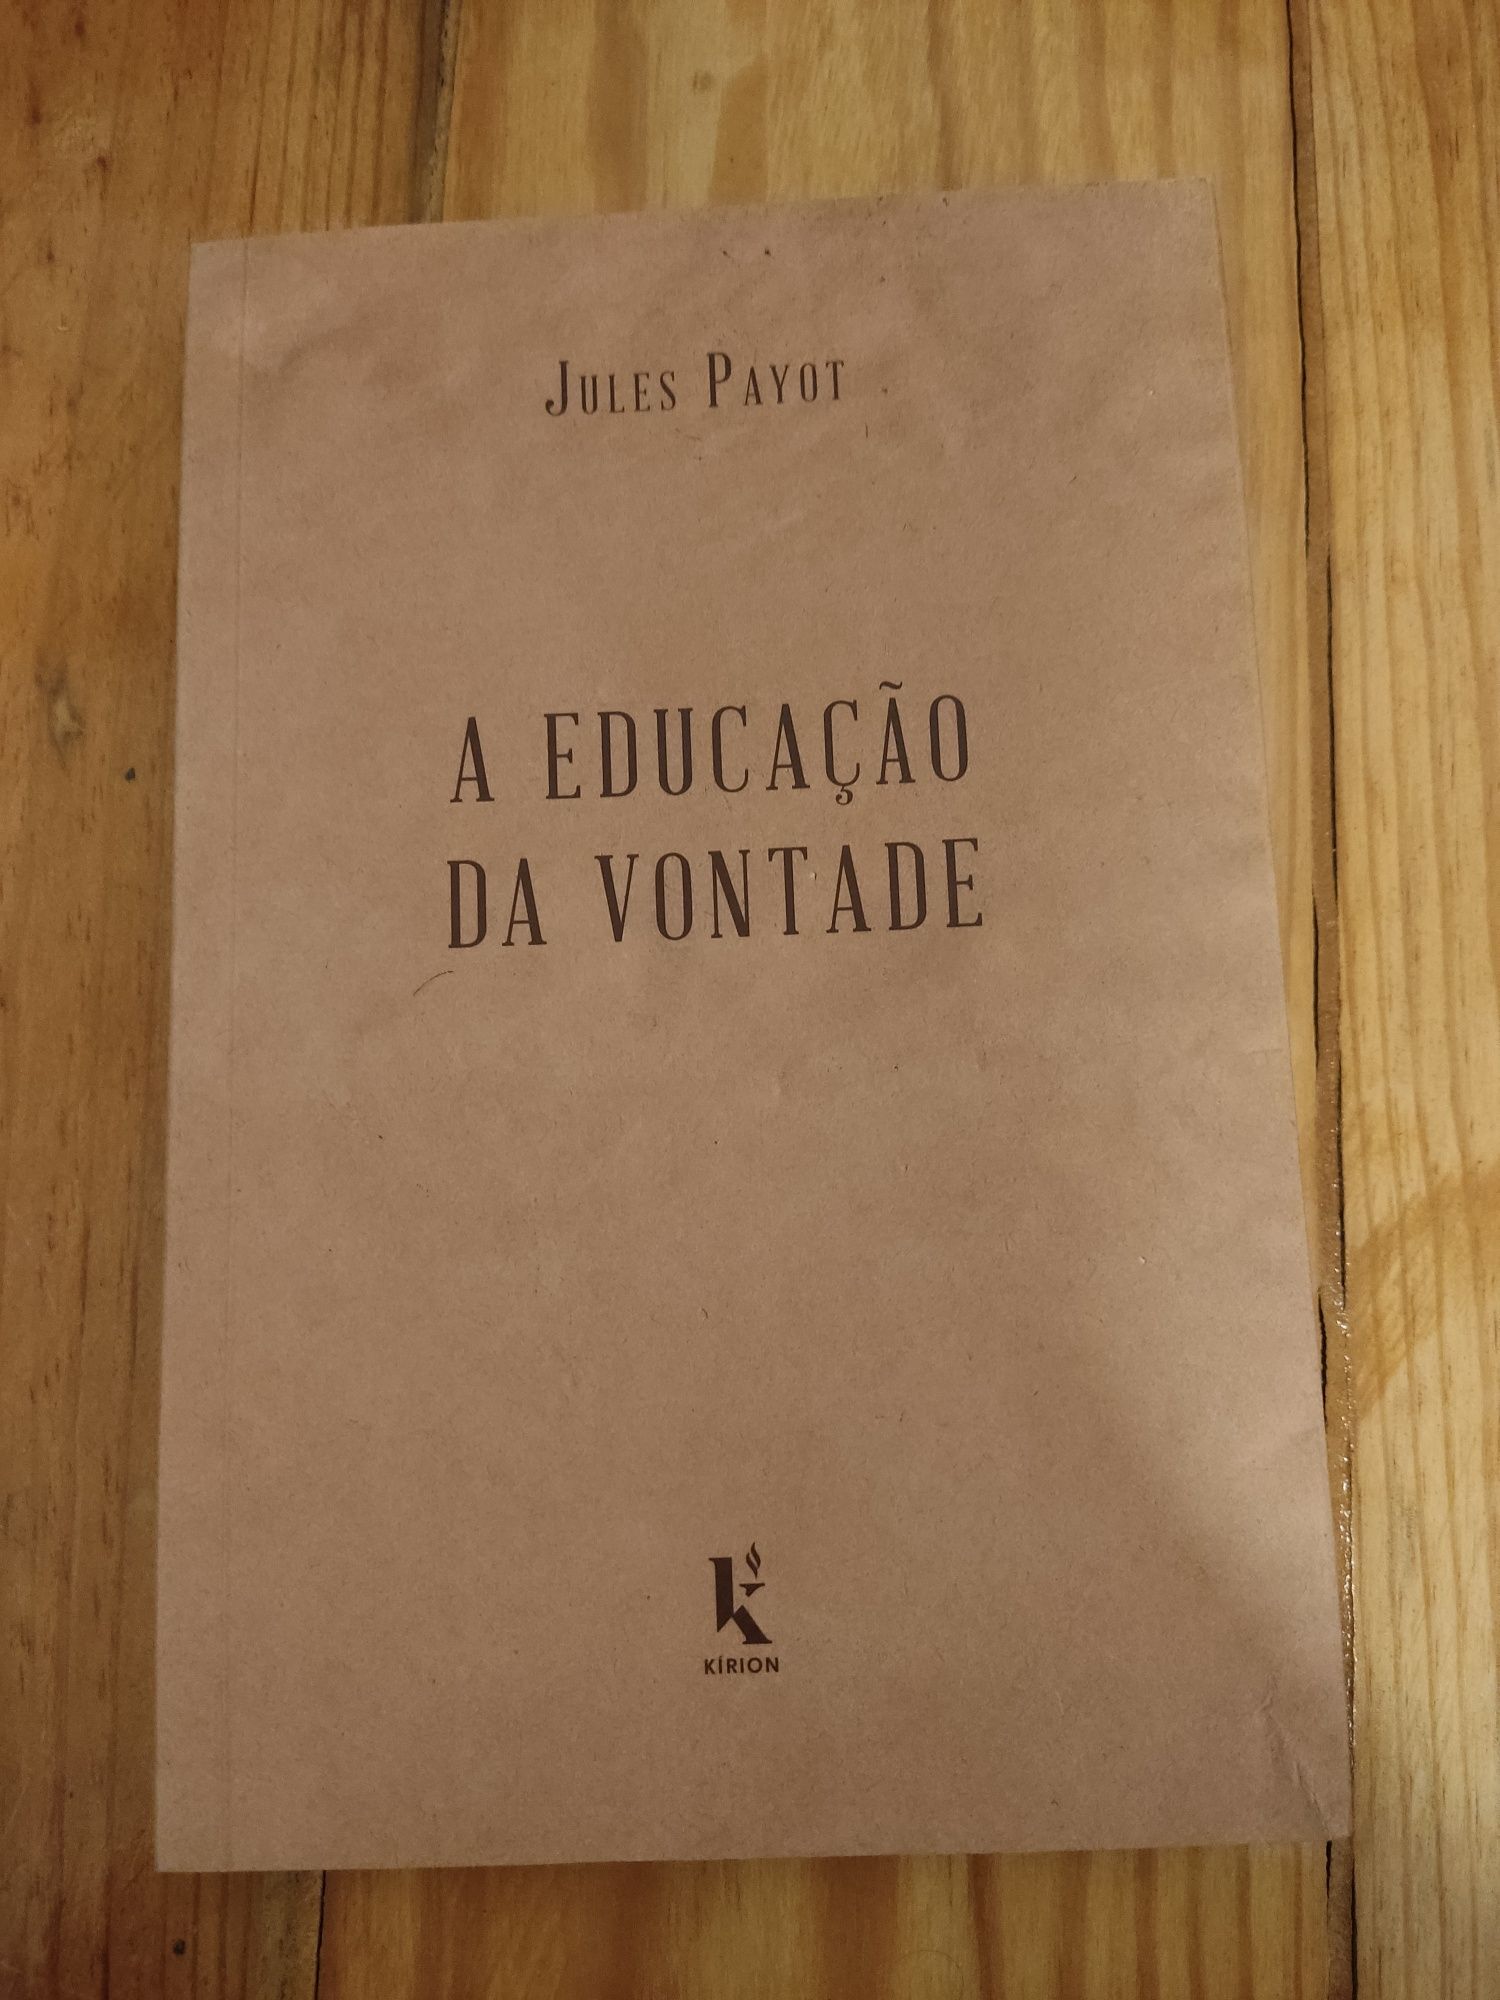 JULES PAYOT
A EDUCAÇÃO
DA VONTADE
KÍRION